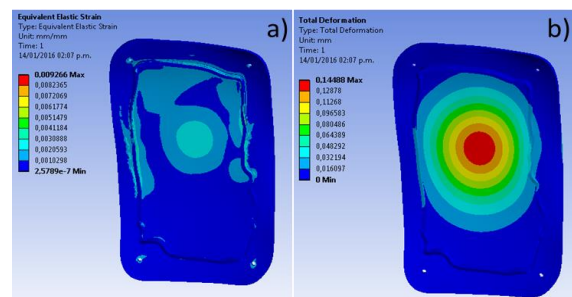 Equivalent Elastic Strain
Type: Equivalent Elastic Strain
Unit: mm/mm
Time: 1
14/01/2016 02:07 p.m.
a)
0,009266 Max
0,0082365
0,0072069
0,0061774
0,0051479
0,0041184
0,0030888
0,0020593
0,0010298
2,5789e-7 Min
Total Deformation
Type: Total Deformation
Unit: mm
Time: 1
14/01/2016 02:07 p.m.
b)
0,14488 Max
0,12878
0,11268
0,096583
0,080486
0,064389
0,048292
0,032194
0,016097
0 Min